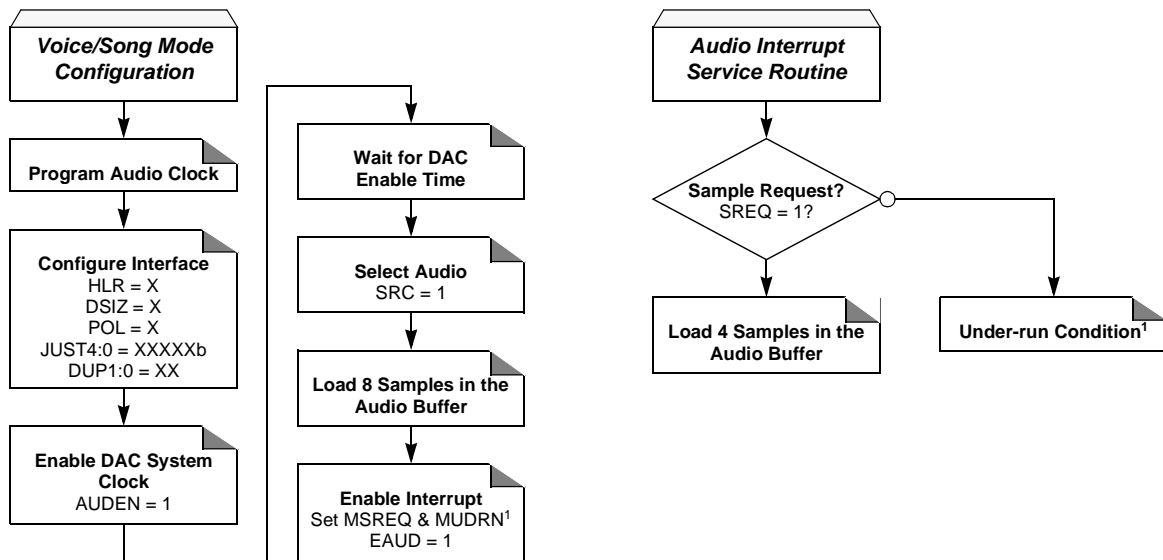 Voice/Song Mode
Configuration
Program Audio Clock
Configure Interface
HLR = X
DSIZ = X
POL = X
JUST4:0 = XXXXXb
DUP1:0 = XX
Enable DAC System
Clock
AUDEN = 1
Wait for DAC
Enable Time
Select Audio
SRC = 1
Load 8 Samples in the
Audio Buffer
Enable Interrupt
Set MSREQ & MUDRN¹
EAUD = 1
Audio Interrupt
Service Routine
Sample Request?
SREQ = 1?
Load 4 Samples in the
Audio Buffer
Under-run Condition¹